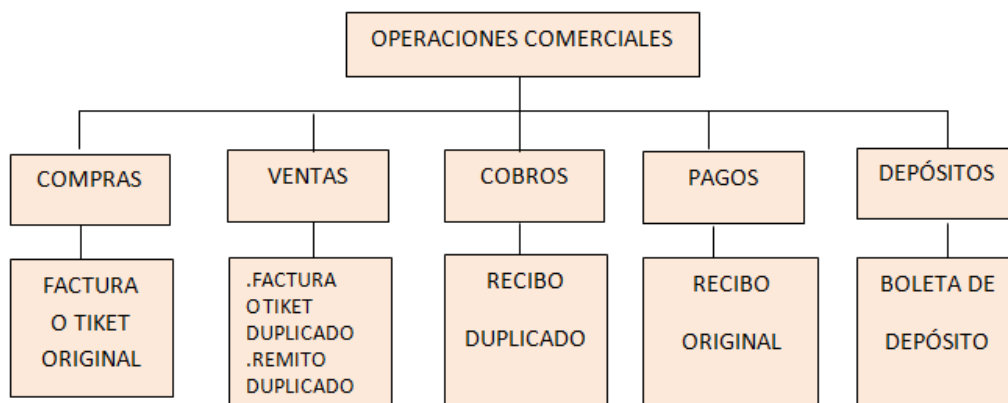 OPERACIONES COMERCIALES
COMPRAS
VENTAS
COBROS
PAGOS
DEPÓSITOS
FACTURA
O TIKET
ORIGINAL
.FACTURA
O TIKET
DUPLICADO
.REMITO
DUPLICADO
RECIBO
DUPLICADO
RECIBO
ORIGINAL
BOLETA DE
DEPÓSITO